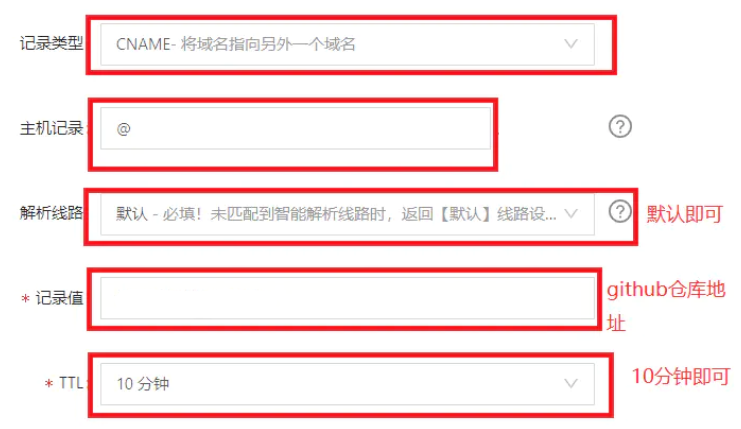 记录类型: CNAME- 将域名指向另外一个域名
主机记录: @
解析线路: 默认 - 必填！未匹配到智能解析线路时，返回【默认】线路设... 默认即可
* 记录值: github仓库地
址
* TTL: 10 分钟 10分钟即可